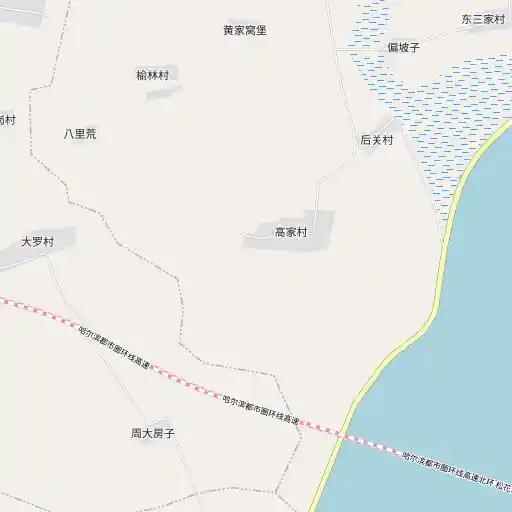 东三家村
黄家窝堡
偏坡子
榆林村
岗村
八里荒
后关村
高家村
大罗村
哈尔滨都市圈环线高速
哈尔滨都市圈环线高速
周大房子
哈尔滨都市圈环线高速北环 松花